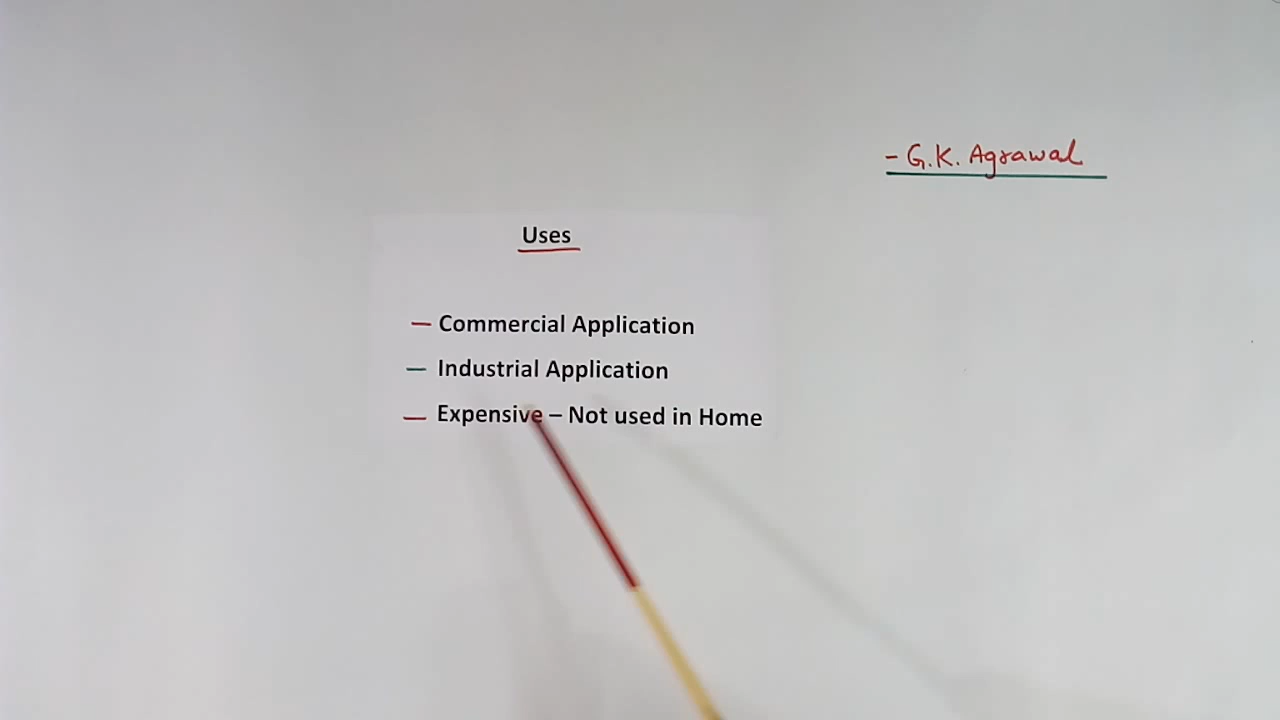 - G.K. Agrawal
Uses
— Commercial Application
— Industrial Application
— Expensive – Not used in Home